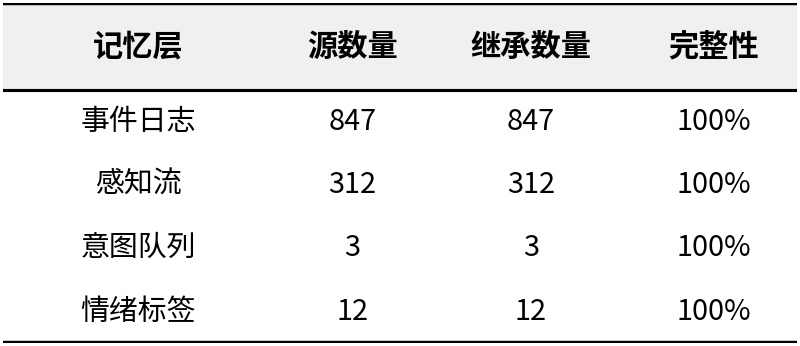 记忆层 源数量 继承数量 完整性
事件日志 847 847 100%
感知流 312 312 100%
意图队列 3 3 100%
情绪标签 12 12 100%